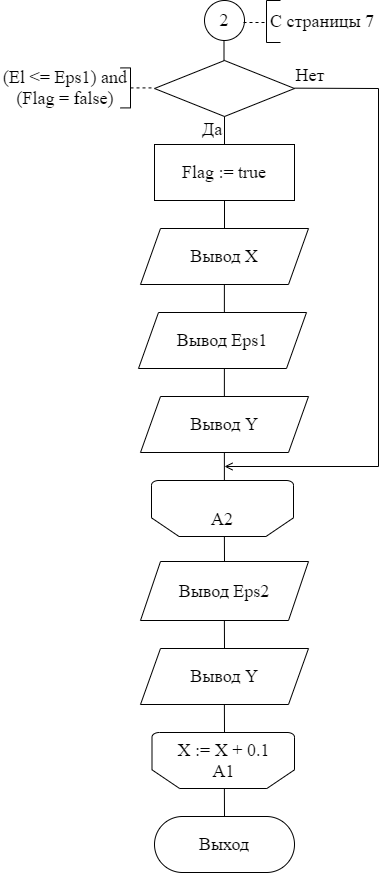 2
С страницы 7
(El <= Eps1) and
(Flag = false)
Нет
Да
Flag := true
Вывод X
Вывод Eps1
Вывод Y
A2
Вывод Eps2
Вывод Y
X := X + 0.1
A1
Выход